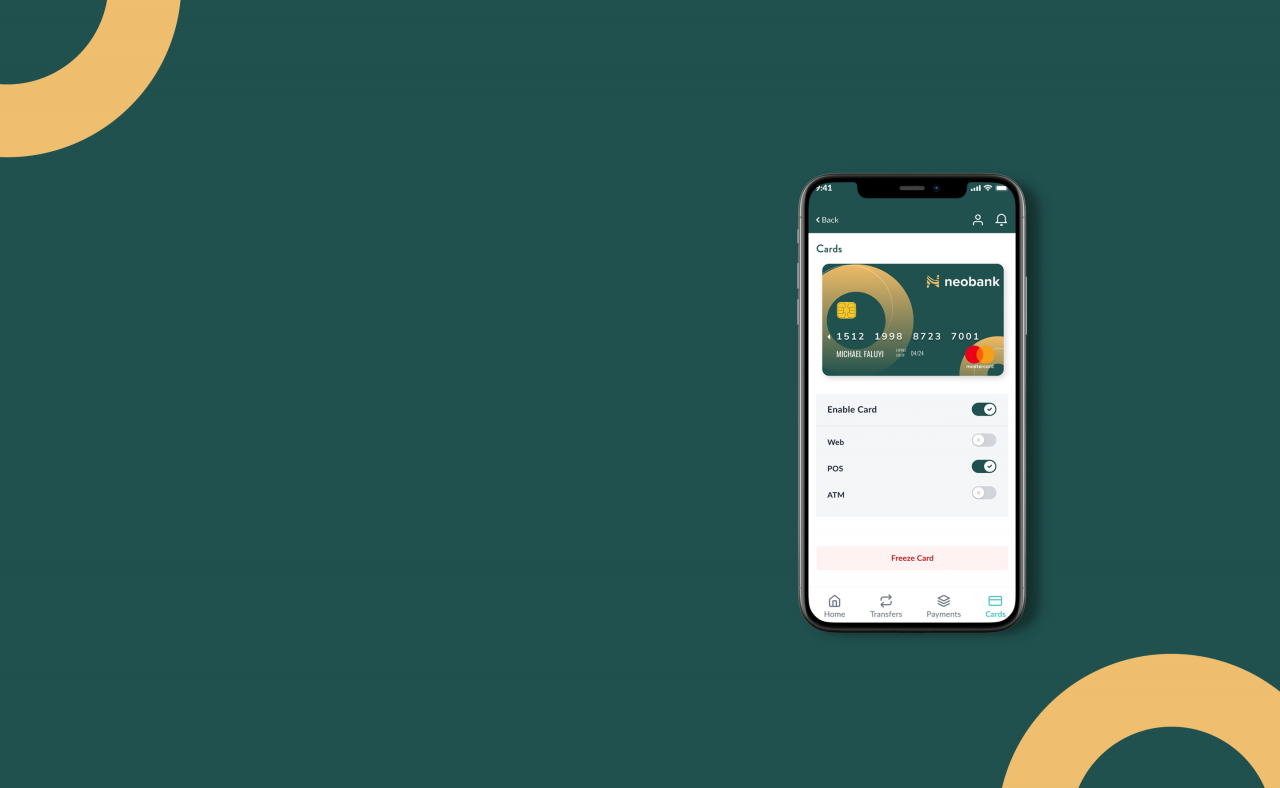 9:41
Back
Cards
neobank
1512 1998 8723 7001
MICHAEL FALUYI 04/24
mastercard
Enable Card
Web
POS
ATM
Freeze Card
Home Transfers Payments Cards